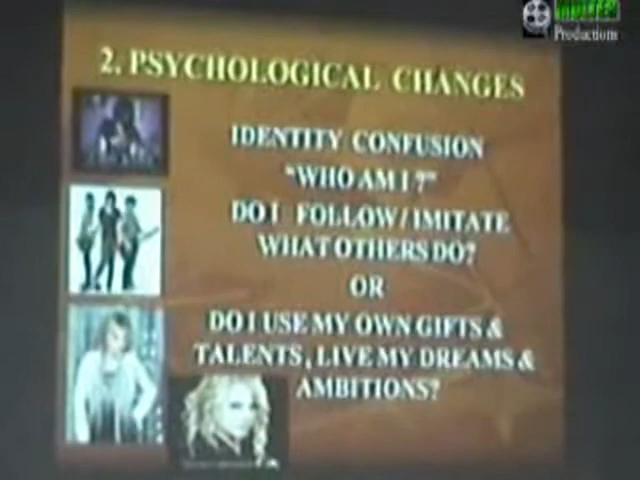 Productions
2. PSYCHOLOGICAL CHANGES
IDENTITY CONFUSION
"WHO AM I ?"
DO I FOLLOW / IMITATE
WHAT OTHERS DO?
OR
DO I USE MY OWN GIFTS &
TALENTS, LIVE MY DREAMS &
AMBITIONS?